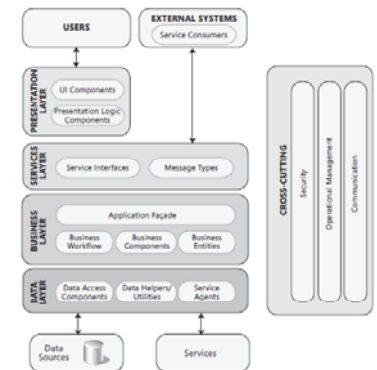 USERS
EXTERNAL SYSTEMS
Service Consumers
PRESENTATION
LAYER
UI Components
Presentation Logic
Components
SERVICES
LAYER
Service Interfaces
Message Types
BUSINESS
LAYER
Application Façade
Business
Workflow
Business
Components
Business
Entities
DATA
LAYER
Data Access
Components
Data Helpers/
Utilities
Service
Agents
Data
Sources
Services
CROSS-CUTTING
Security
Operational Management
Communication